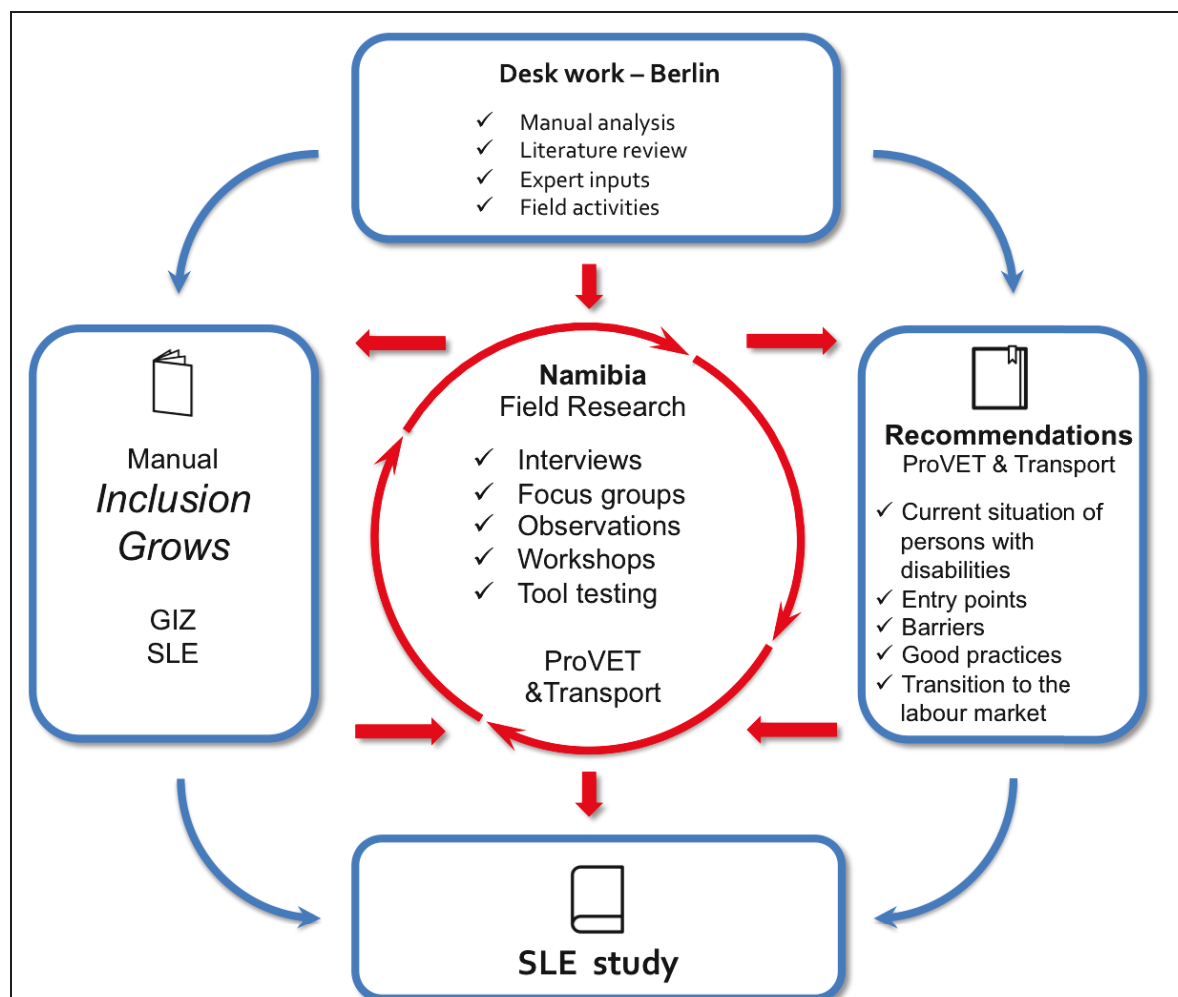 Desk work – Berlin
✓ Manual analysis
✓ Literature review
✓ Expert inputs
✓ Field activities
Manual
Inclusion
Grows
GIZ
SLE
Namibia
Field Research
✓ Interviews
✓ Focus groups
✓ Observations
✓ Workshops
✓ Tool testing
ProVET
&Transport
Recommendations
ProVET & Transport
✓ Current situation of
persons with
disabilities
✓ Entry points
✓ Barriers
✓ Good practices
✓ Transition to the
labour market
SLE study